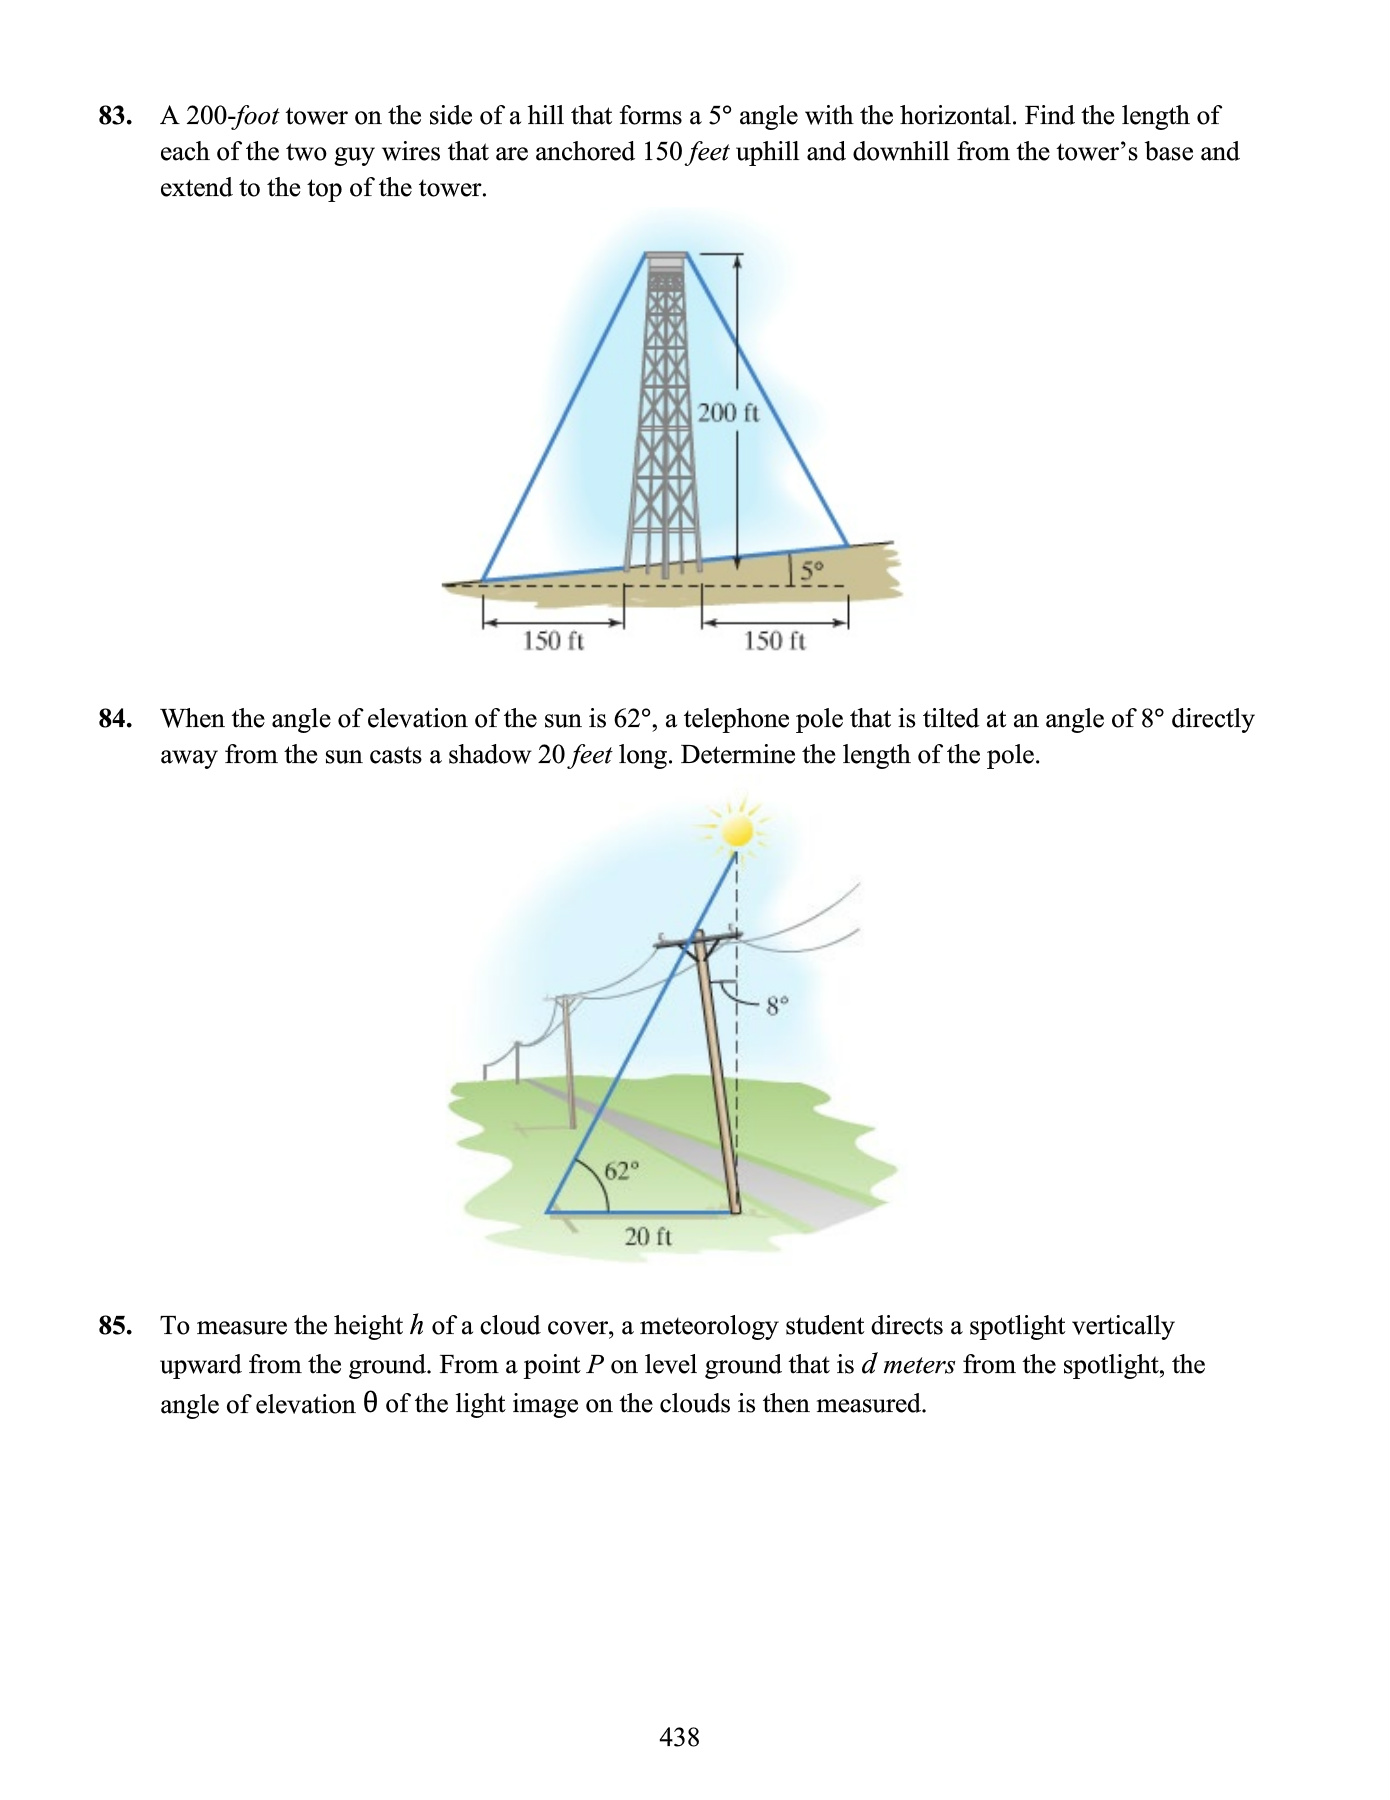 83. A 200-foot tower on the side of a hill that forms a 5° angle with the horizontal. Find the length of
each of the two guy wires that are anchored 150 feet uphill and downhill from the tower’s base and
extend to the top of the tower.
200 ft
5°
150 ft 150 ft
84. When the angle of elevation of the sun is 62°, a telephone pole that is tilted at an angle of 8° directly
away from the sun casts a shadow 20 feet long. Determine the length of the pole.
8°
62°
20 ft
85. To measure the height h of a cloud cover, a meteorology student directs a spotlight vertically
upward from the ground. From a point P on level ground that is d meters from the spotlight, the
angle of elevation θ of the light image on the clouds is then measured.
438